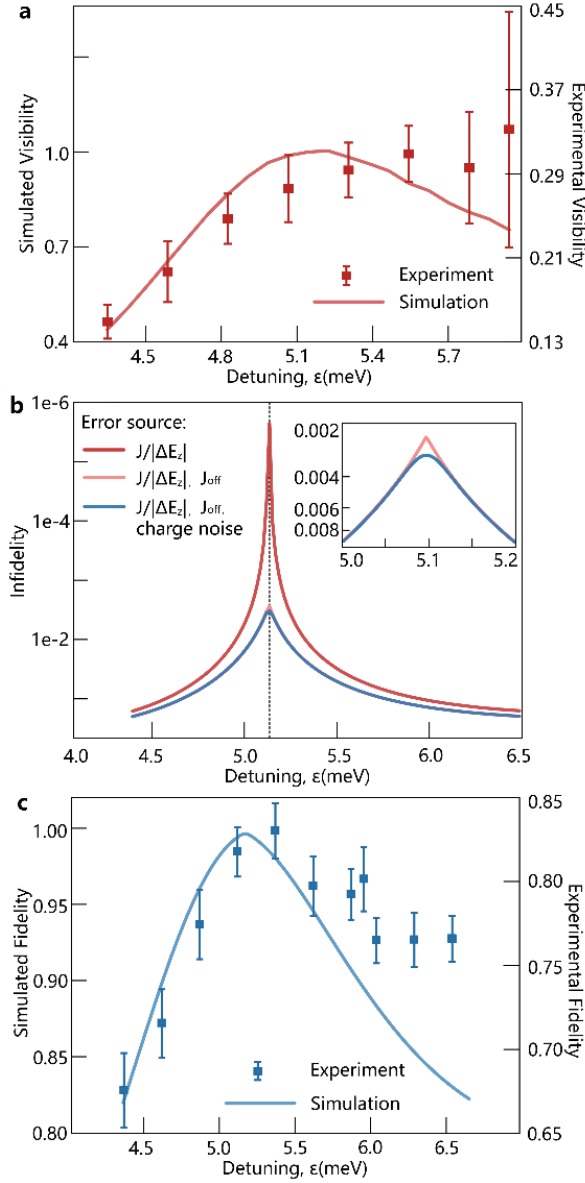 a
0.45
0.37
1.0
0.29
0.7
0.21
0.4
0.13
Simulated Visibility
Experimental Visibility
Experiment
Simulation
4.5 4.8 5.1 5.4 5.7
Detuning, ε(meV)
b
1e-6
1e-4
1e-2
Infidelity
Error source:
J/|ΔE_z|
J/|ΔE_z|, J_off
J/|ΔE_z|, J_off,
charge noise
0.002
0.004
0.006
0.008
5.0 5.1 5.2
4.0 4.5 5.0 5.5 6.0 6.5
Detuning, ε(meV)
c
1.00
0.95
0.90
0.85
0.80
Simulated Fidelity
0.85
0.80
0.75
0.70
0.65
Experimental Fidelity
Experiment
Simulation
4.5 5.0 5.5 6.0 6.5
Detuning, ε(meV)